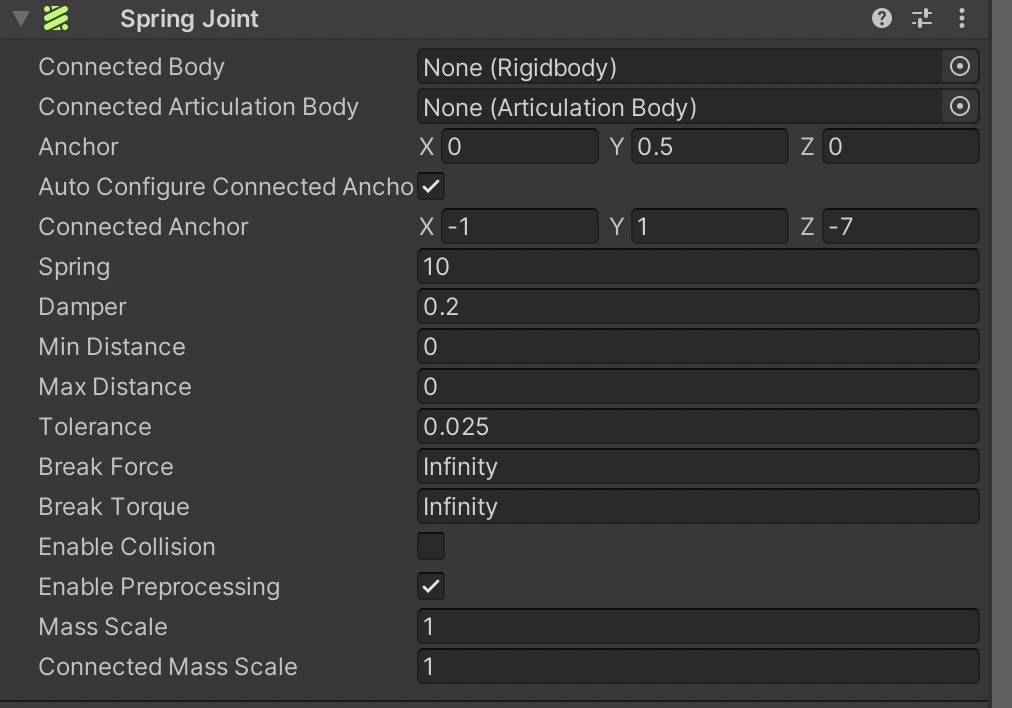 Spring Joint
Connected Body None (Rigidbody)
Connected Articulation Body None (Articulation Body)
Anchor X 0 Y 0.5 Z 0
Auto Configure Connected Ancho
Connected Anchor X -1 Y 1 Z -7
Spring 10
Damper 0.2
Min Distance 0
Max Distance 0
Tolerance 0.025
Break Force Infinity
Break Torque Infinity
Enable Collision
Enable Preprocessing
Mass Scale 1
Connected Mass Scale 1